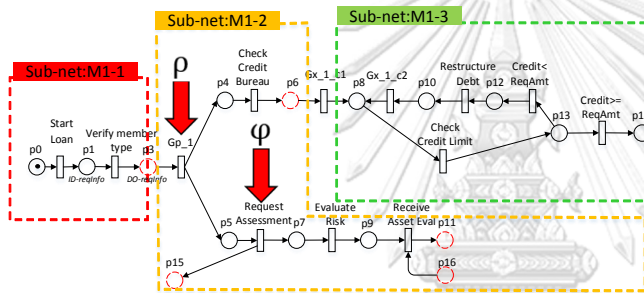 Sub-net:M1-2
Sub-net:M1-3
Sub-net:M1-1
ρ
φ
Check
Credit
Bureau
p4
p6
Gx_1_c1
p8
Gx_1_c2
p10
Restructure
Debt
p12
Credit<
ReqAmt
p13
Credit>=
ReqAmt
Start
Loan
Verify member
type
p0
p1
p3
ID-reqInfo
DO-reqInfo
Gp_1
Check
Credit Limit
Request
Assessment
Evaluate
Risk
Receive
Asset Eval
p5
p7
p9
p11
p15
p16